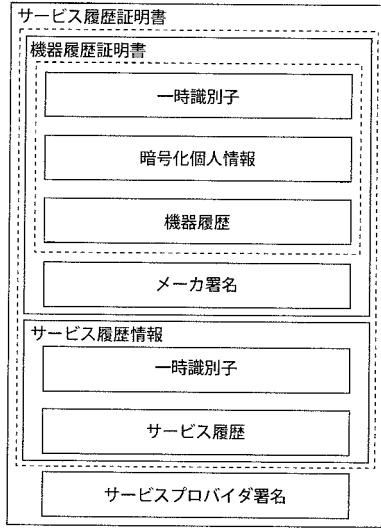 サービス履歴証明書
機器履歴証明書
一時識別子
暗号化個人情報
機器履歴
メーカ署名
サービス履歴情報
一時識別子
サービス履歴
サービスプロバイダ署名